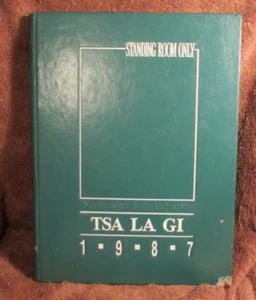 STANDING ROOM ONLY
TSA LA GI
1 ▪ 9 ▪ 8 ▪ 7